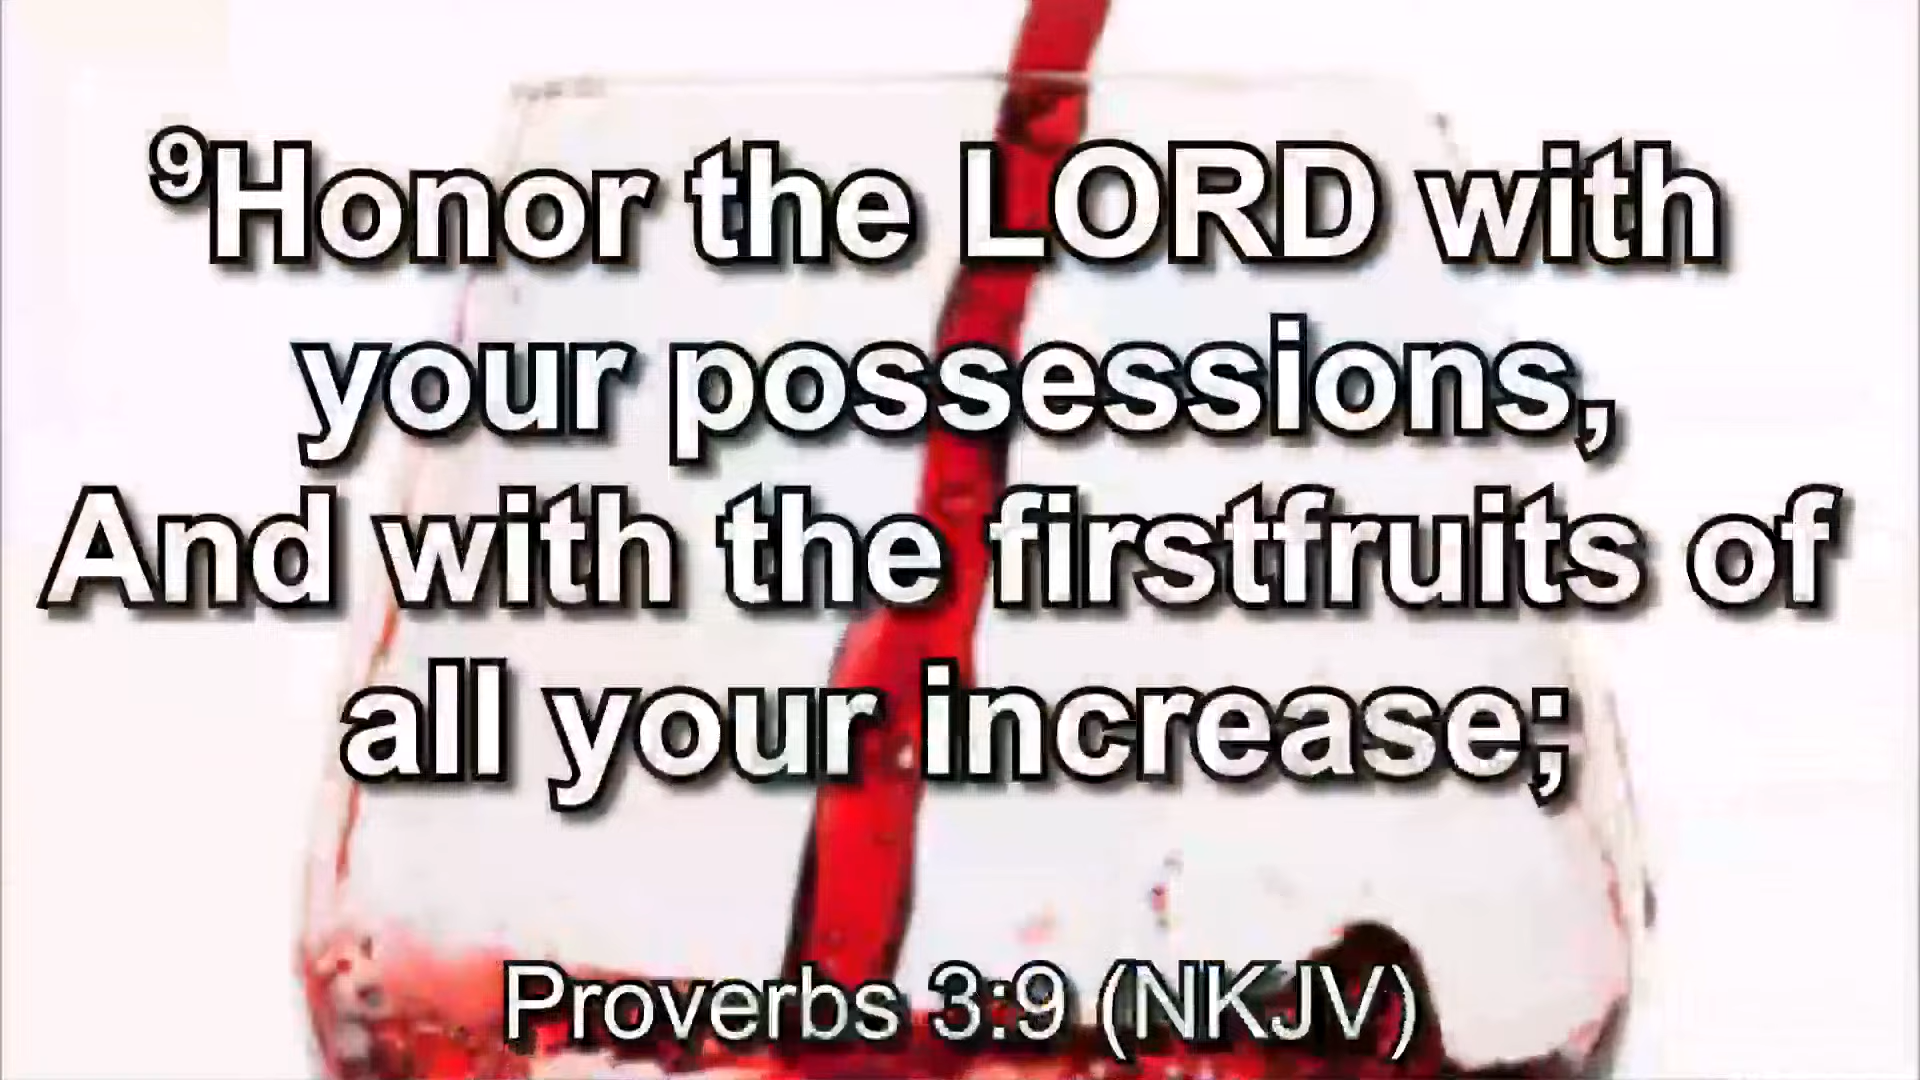 ⁹Honor the LORD with
your possessions,
And with the firstfruits of
all your increase;
Proverbs 3:9 (NKJV)